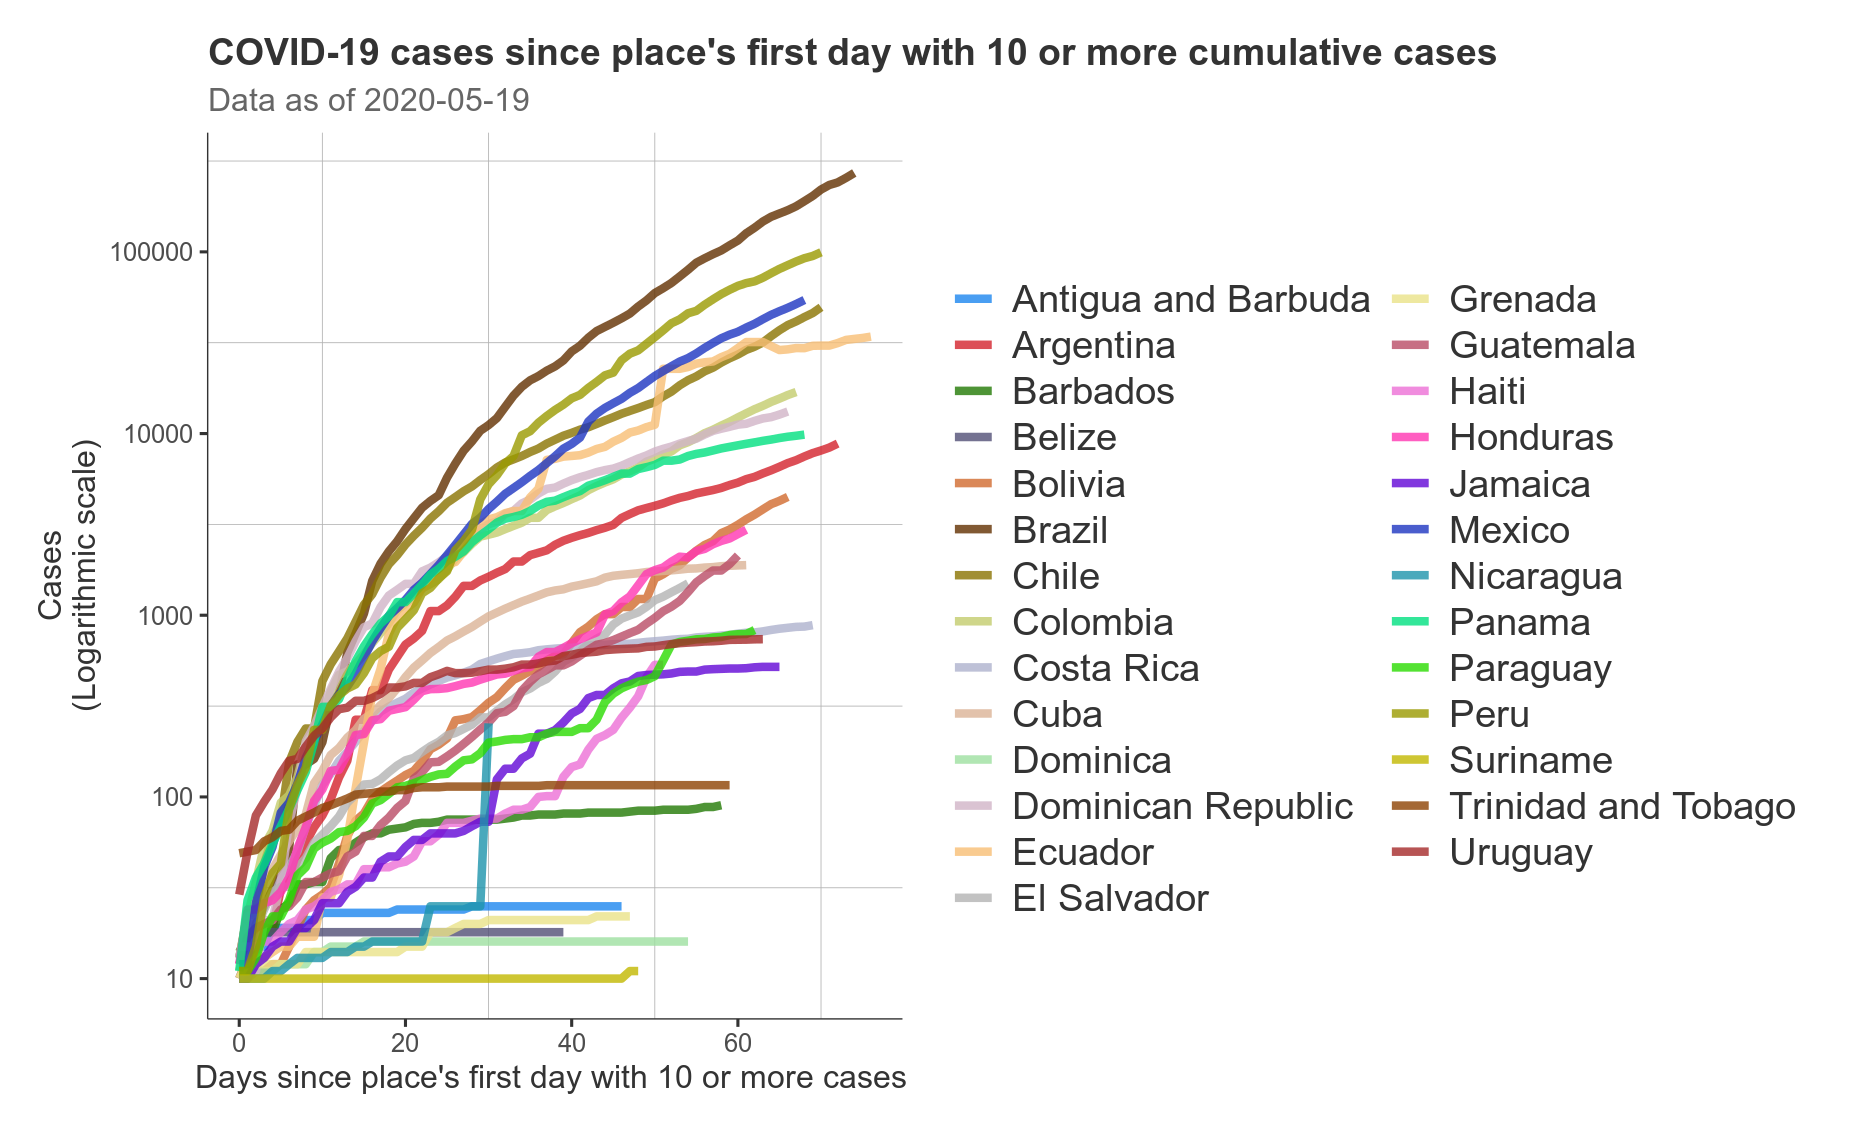 COVID-19 cases since place's first day with 10 or more cumulative cases
Data as of 2020-05-19
Cases
(Logarithmic scale)
100000
10000
1000
100
10
0 20 40 60
Days since place's first day with 10 or more cases
Antigua and Barbuda
Argentina
Barbados
Belize
Bolivia
Brazil
Chile
Colombia
Costa Rica
Cuba
Dominica
Dominican Republic
Ecuador
El Salvador
Grenada
Guatemala
Haiti
Honduras
Jamaica
Mexico
Nicaragua
Panama
Paraguay
Peru
Suriname
Trinidad and Tobago
Uruguay